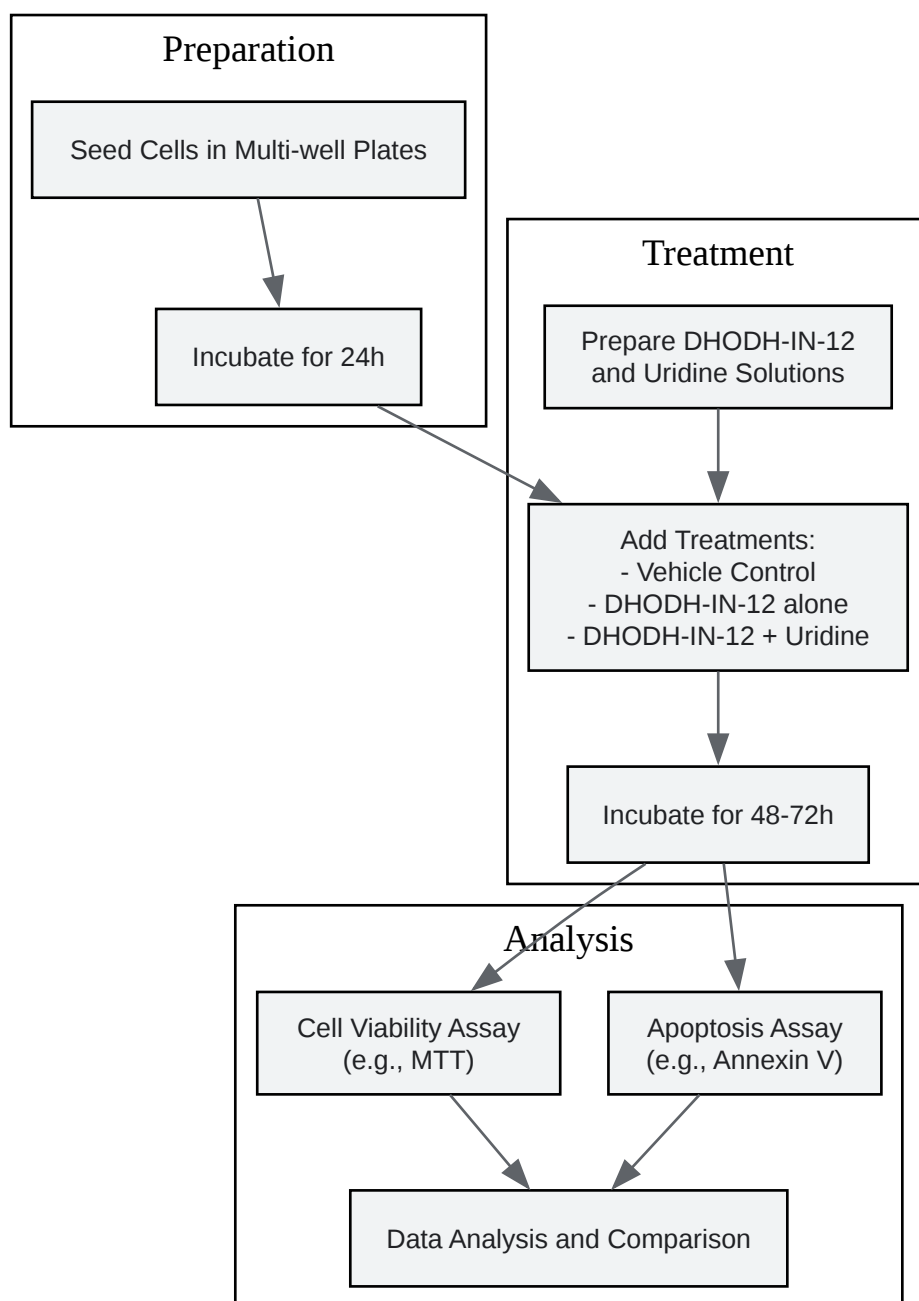 Preparation
Seed Cells in Multi-well Plates
Incubate for 24h
Treatment
Prepare DHODH-IN-12
and Uridine Solutions
Add Treatments:
- Vehicle Control
- DHODH-IN-12 alone
- DHODH-IN-12 + Uridine
Incubate for 48-72h
Analysis
Cell Viability Assay
(e.g., MTT)
Apoptosis Assay
(e.g., Annexin V)
Data Analysis and Comparison